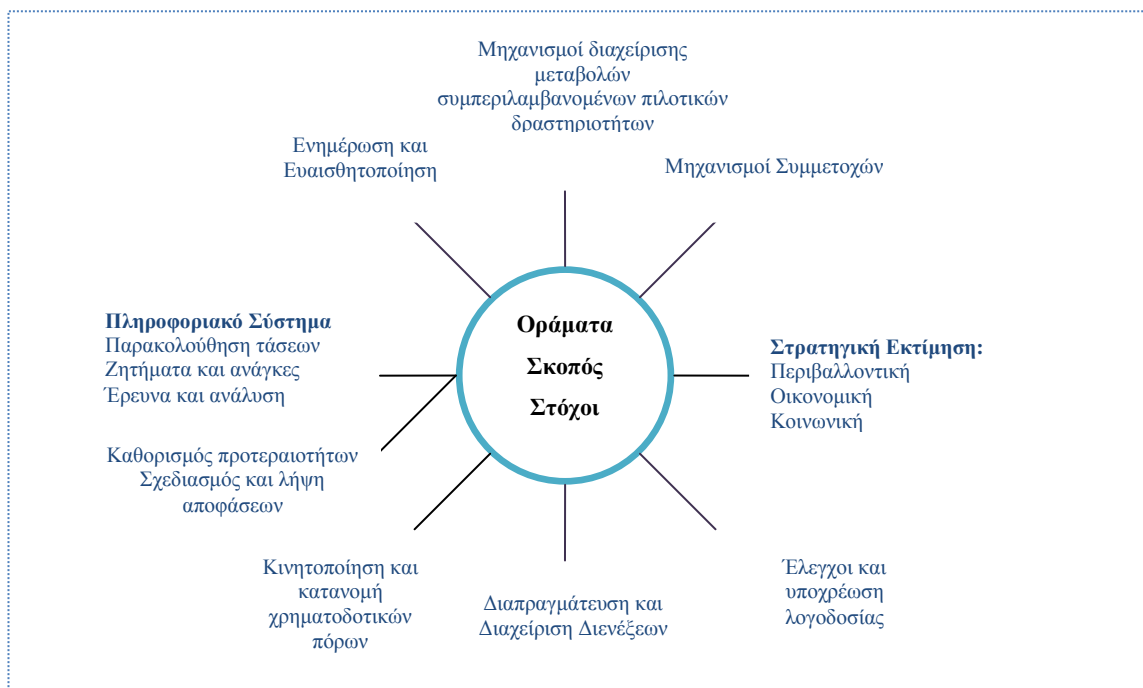 Μηχανισμοί διαχείρισης
μεταβολών
συμπεριλαμβανομένων πιλοτικών
δραστηριοτήτων
Ενημέρωση και
Ευαισθητοποίηση
Μηχανισμοί Συμμετοχών
Πληροφοριακό Σύστημα
Παρακολούθηση τάσεων
Ζητήματα και ανάγκες
Έρευνα και ανάλυση
Οράματα
Σκοπός
Στόχοι
Στρατηγική Εκτίμηση:
Περιβαλλοντική
Οικονομική
Κοινωνική
Καθορισμός προτεραιοτήτων
Σχεδιασμός και λήψη
αποφάσεων
Κινητοποίηση και
κατανομή
χρηματοδοτικών
πόρων
Διαπραγμάτευση και
Διαχείριση Διενέξεων
Έλεγχοι και
υποχρέωση
λογοδοσίας